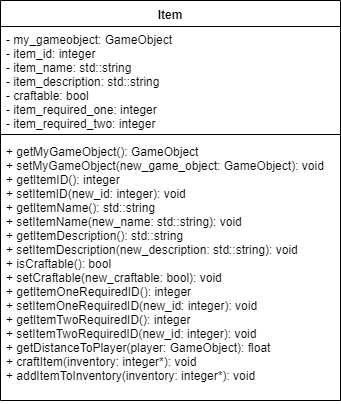 Item
- my_gameobject: GameObject
- item_id: integer
- item_name: std::string
- item_description: std::string
- craftable: bool
- item_required_one: integer
- item_required_two: integer
+ getMyGameObject(): GameObject
+ setMyGameObject(new_game_object: GameObject): void
+ getItemID(): integer
+ setItemID(new_id: integer): void
+ getItemName(): std::string
+ setItemName(new_name: std::string): void
+ getItemDescription(): std::string
+ setItemDescription(new_description: std::string): void
+ isCraftable(): bool
+ setCraftable(new_craftable: bool): void
+ getItemOneRequiredID(): integer
+ setItemOneRequiredID(new_id: integer): void
+ getItemTwoRequiredID(): integer
+ setItemTwoRequiredID(new_id: integer): void
+ getDistanceToPlayer(player: GameObject): float
+ craftItem(inventory: integer*): void
+ addItemToInventory(inventory: integer*): void